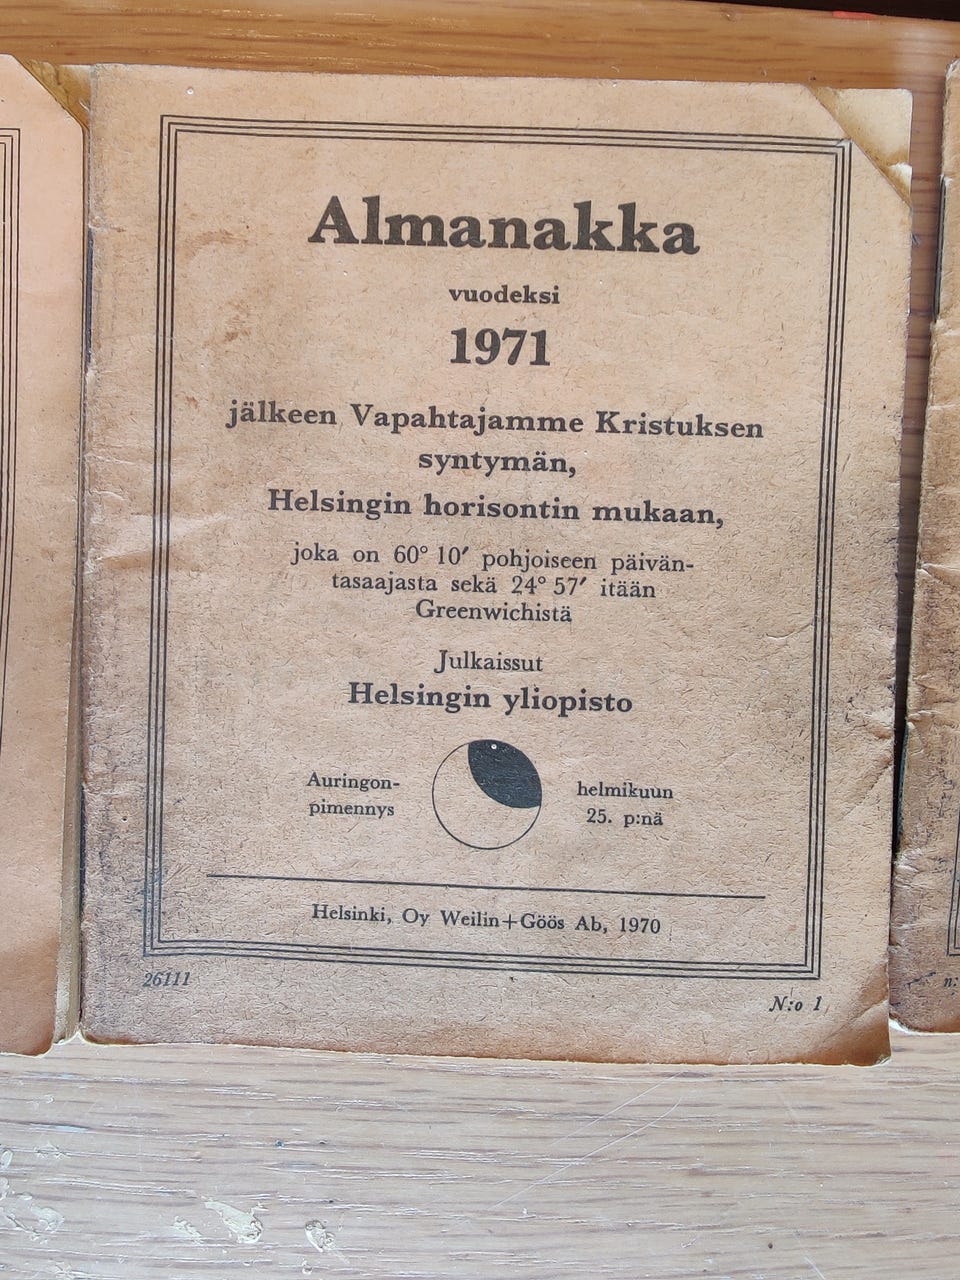 Almanakka
vuodeksi
1971
jälkeen Vapahtajamme Kristuksen
syntymän,
Helsingin horisontin mukaan,
joka on 60° 10′ pohjoiseen päivän-
tasaajasta sekä 24° 57′ itään
Greenwichistä
Julkaissut
Helsingin yliopisto
Auringon-
pimennys
helmikuun
25. p:nä
Helsinki, Oy Weilin+Göös Ab, 1970
26111
N:o 1